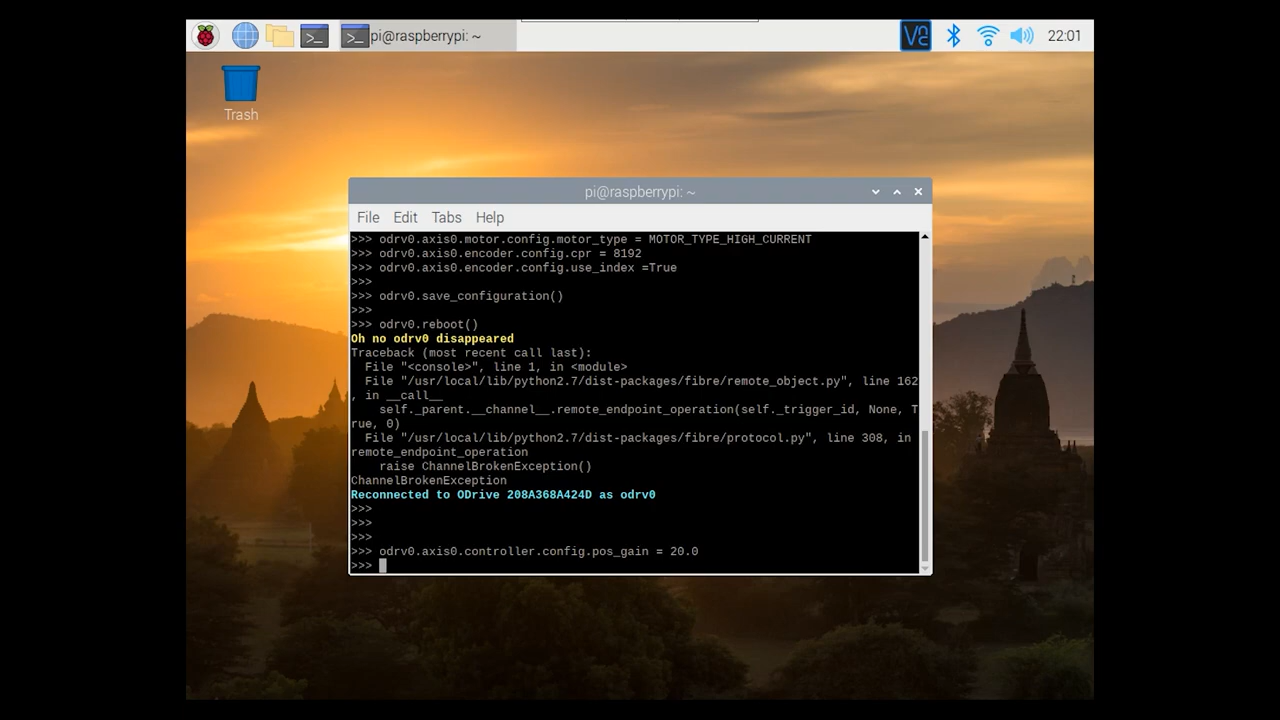 >_
>_ pi@raspberrypi: ~
VNC
22:01
Trash
pi@raspberrypi: ~
File Edit Tabs Help
>>> odrv0.axis0.motor.config.motor_type = MOTOR_TYPE_HIGH_CURRENT
>>> odrv0.axis0.encoder.config.cpr = 8192
>>> odrv0.axis0.encoder.config.use_index =True
>>>
>>> odrv0.save_configuration()
>>>
>>> odrv0.reboot()
Oh no odrv0 disappeared
Traceback (most recent call last):
  File "<console>", line 1, in <module>
  File "/usr/local/lib/python2.7/dist-packages/fibre/remote_object.py", line 162
, in __call__
    self._parent.__channel__.remote_endpoint_operation(self._trigger_id, None, T
rue, 0)
  File "/usr/local/lib/python2.7/dist-packages/fibre/protocol.py", line 308, in
remote_endpoint_operation
    raise ChannelBrokenException()
ChannelBrokenException
Reconnected to ODrive 208A368A424D as odrv0
>>>
>>>
>>>
>>> odrv0.axis0.controller.config.pos_gain = 20.0
>>>